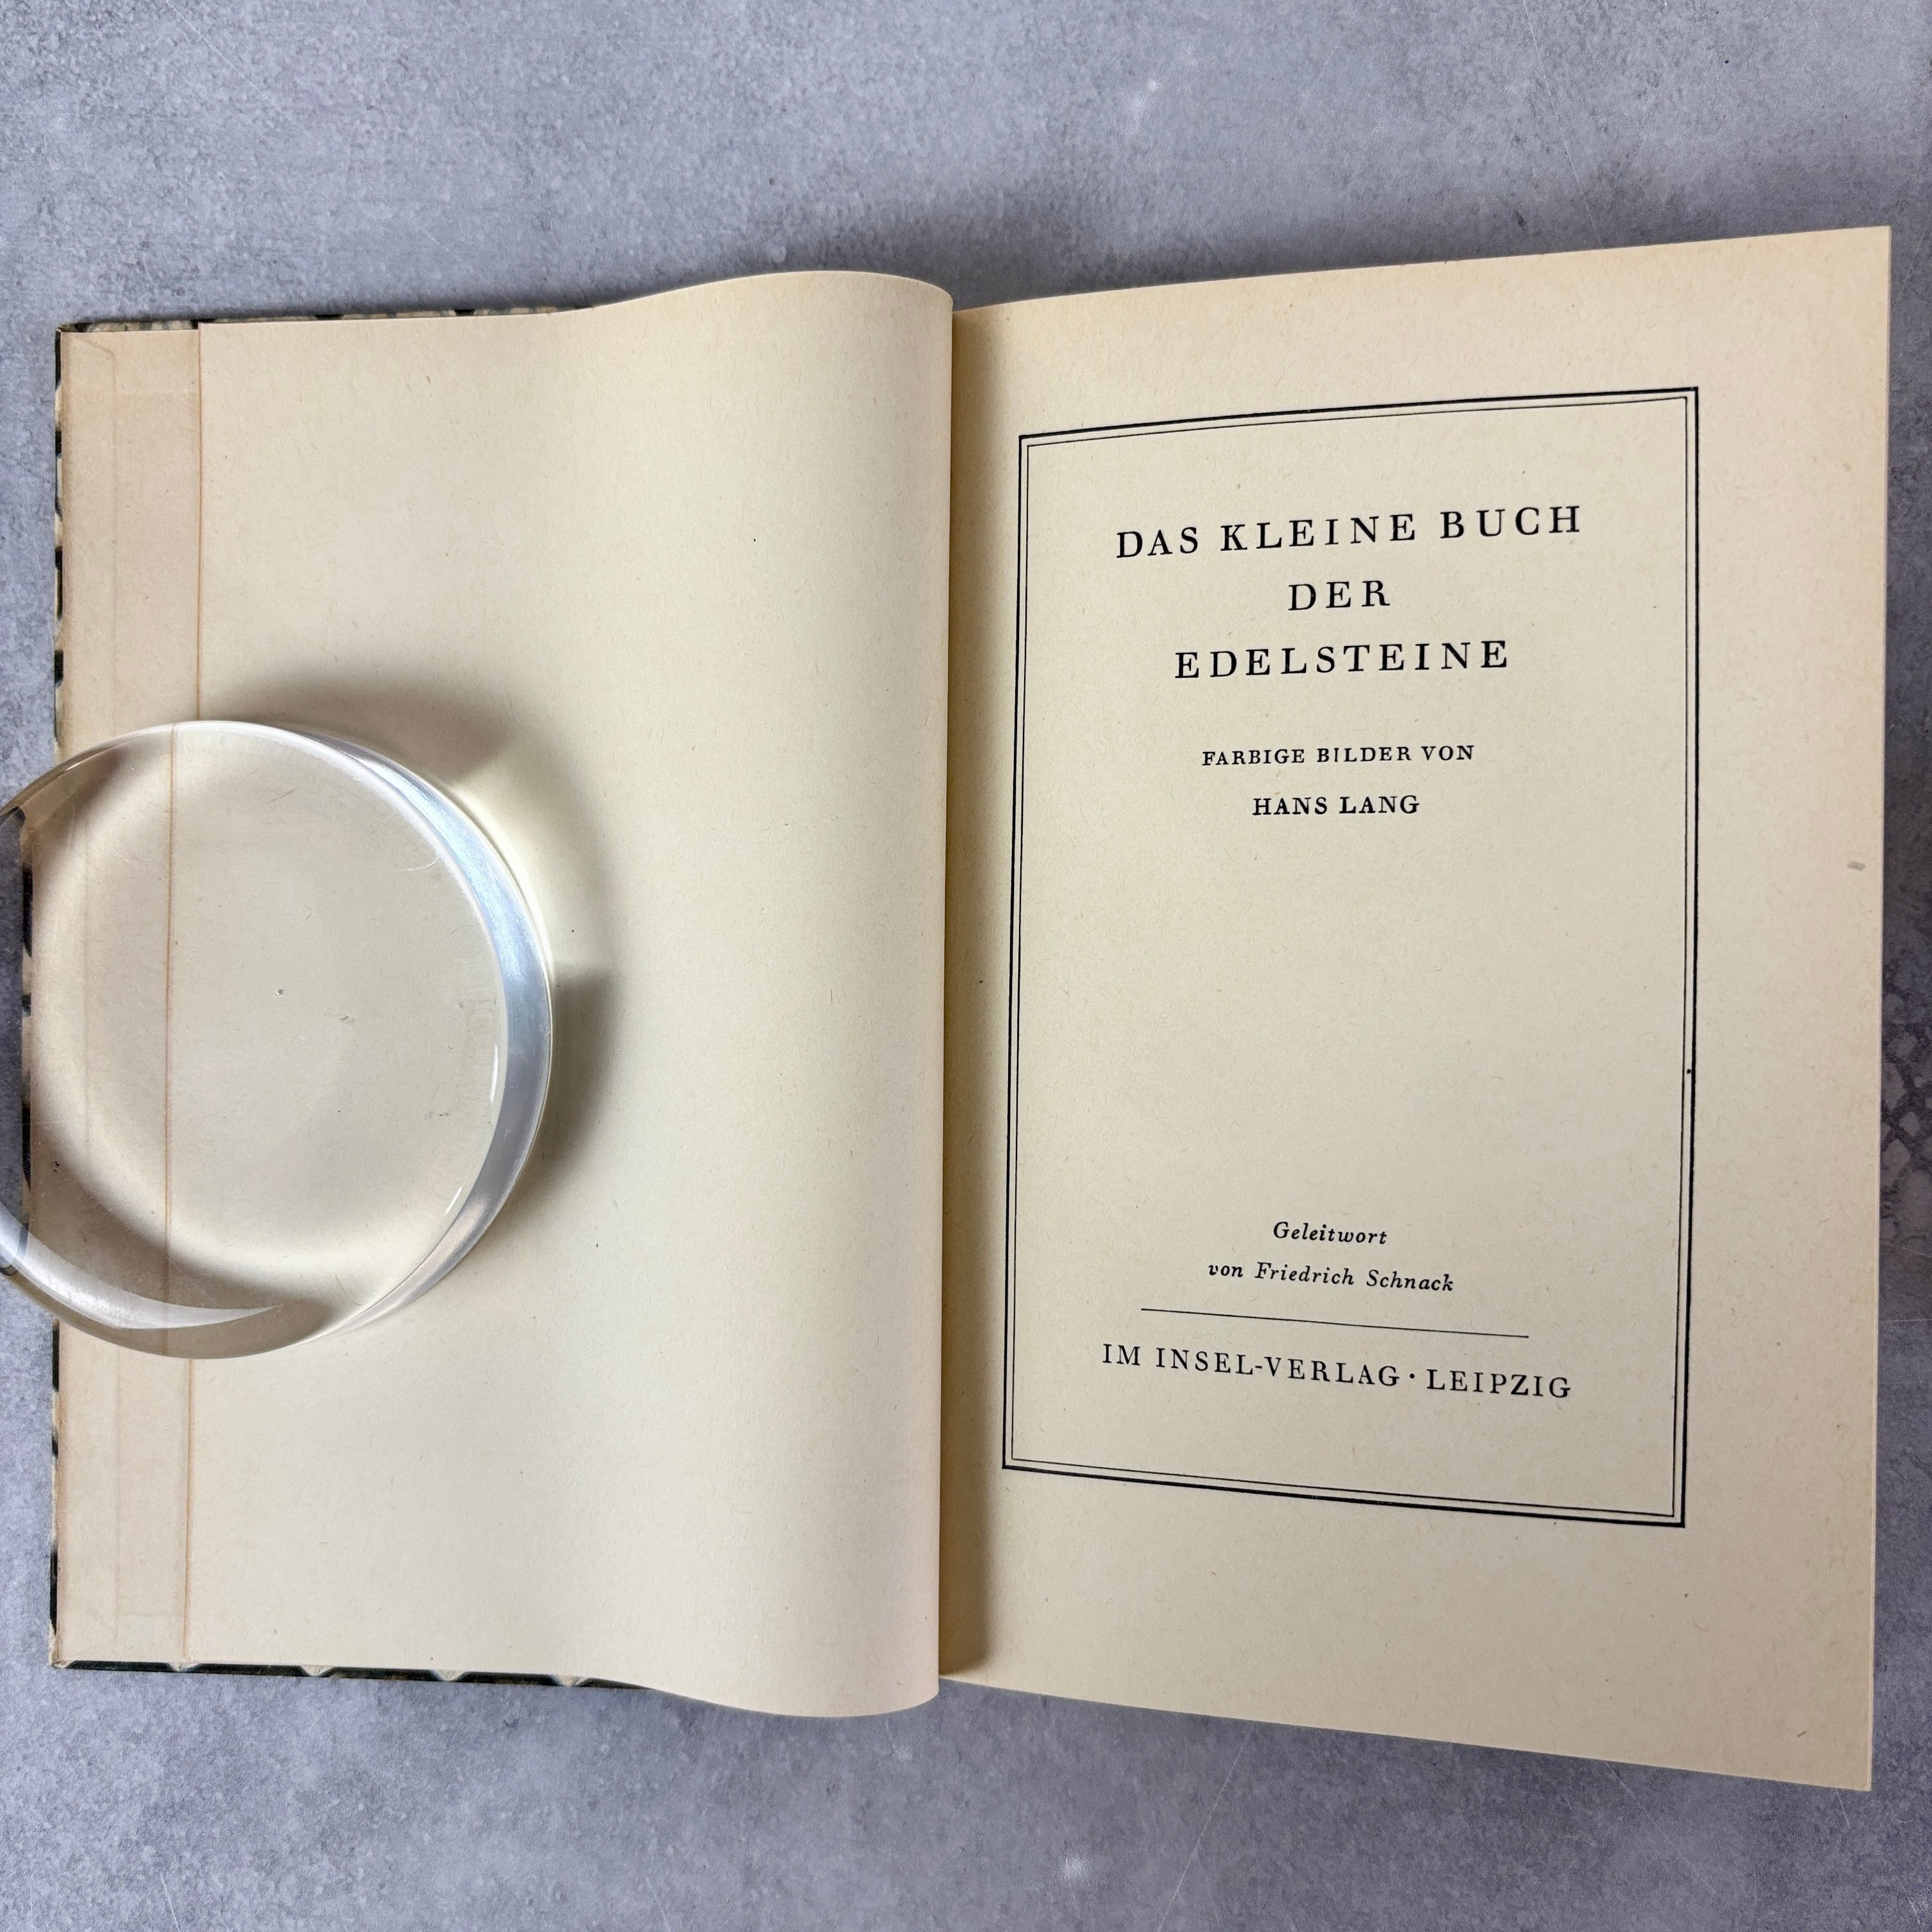 DAS KLEINE BUCH
DER
EDELSTEINE
FARBIGE BILDER VON
HANS LANG
Geleitwort
von Friedrich Schnack
IM INSEL-VERLAG · LEIPZIG